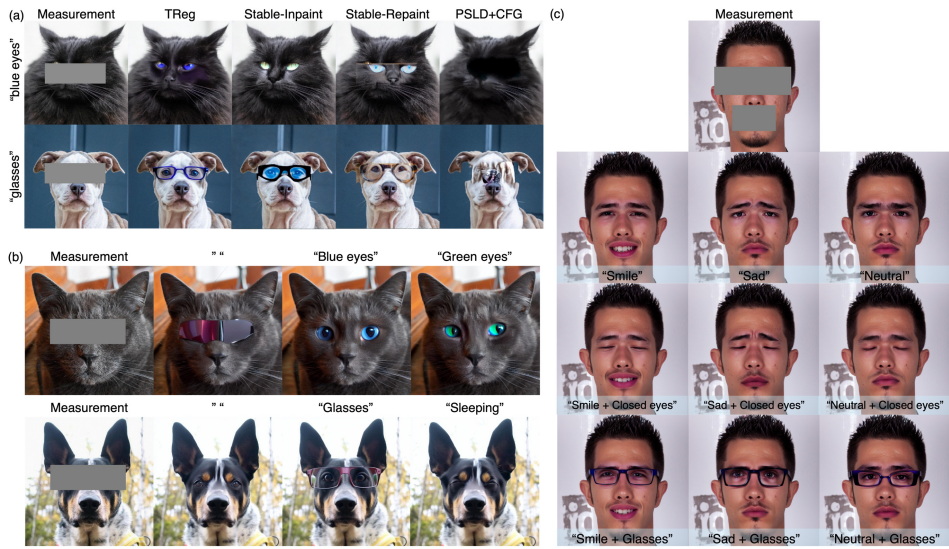 (a)
Measurement TReg Stable-Inpaint Stable-Repaint PSLD+CFG
"blue eyes"
"glasses"
(b)
Measurement " " "Blue eyes" "Green eyes"
Measurement " " "Glasses" "Sleeping"
(c)
Measurement
id
"Smile" "Sad" "Neutral"
"Smile + Closed eyes" "Sad + Closed eyes" "Neutral + Closed eyes"
"Smile + Glasses" "Sad + Glasses" "Neutral + Glasses"